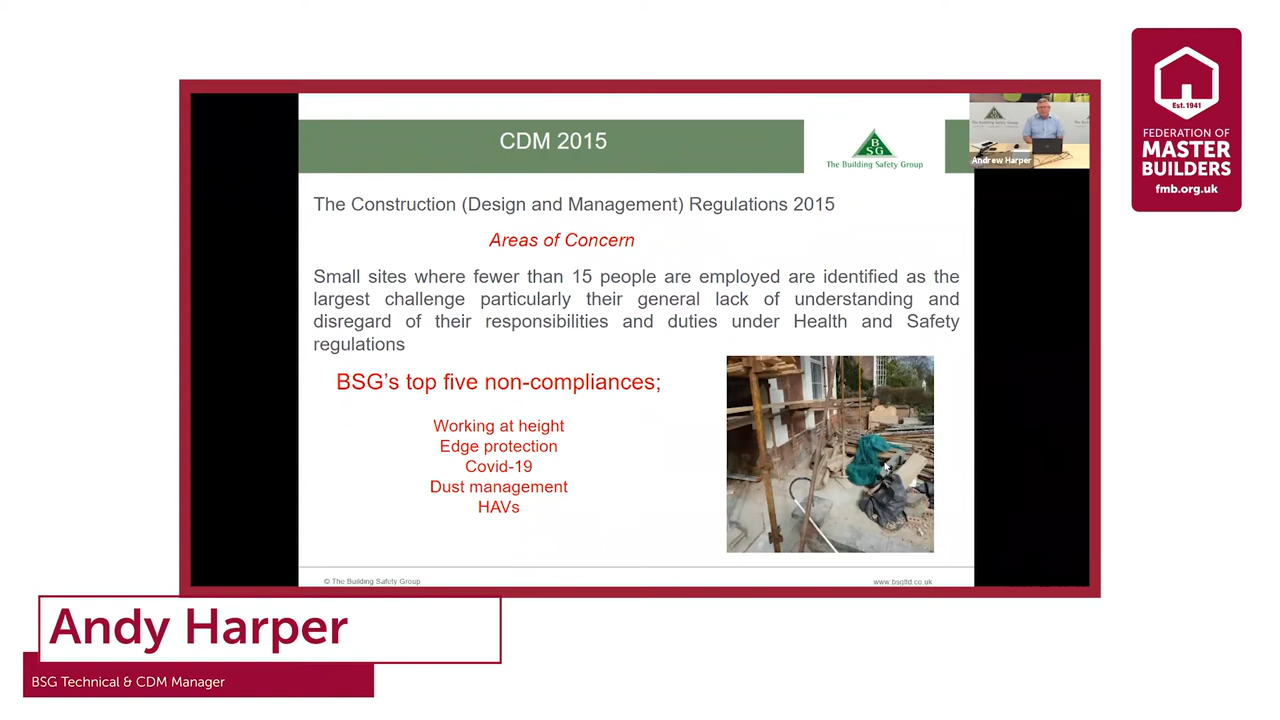 CDM 2015
B
S G
The Building Safety Group
Andrew Harper
Est. 1941
FEDERATION OF
MASTER
BUILDERS
fmb.org.uk
The Construction (Design and Management) Regulations 2015
Areas of Concern
Small sites where fewer than 15 people are employed are identified as the
largest challenge particularly their general lack of understanding and
disregard of their responsibilities and duties under Health and Safety
regulations
BSG's top five non-compliances;
Working at height
Edge protection
Covid-19
Dust management
HAVs
© The Building Safety Group
www.bsgltd.co.uk
Andy Harper
BSG Technical & CDM Manager